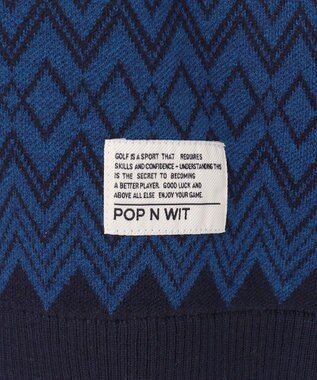 GOLF IS A SPORT THAT REQUIRES
SKILLS AND CONFIDENCE - UNDERSTANDING THIS
IS THE SECRET TO BECOMING
A BETTER PLAYER. GOOD LUCK AND
ABOVE ALL ELSE ENJOY YOUR GAME.
POP N WIT